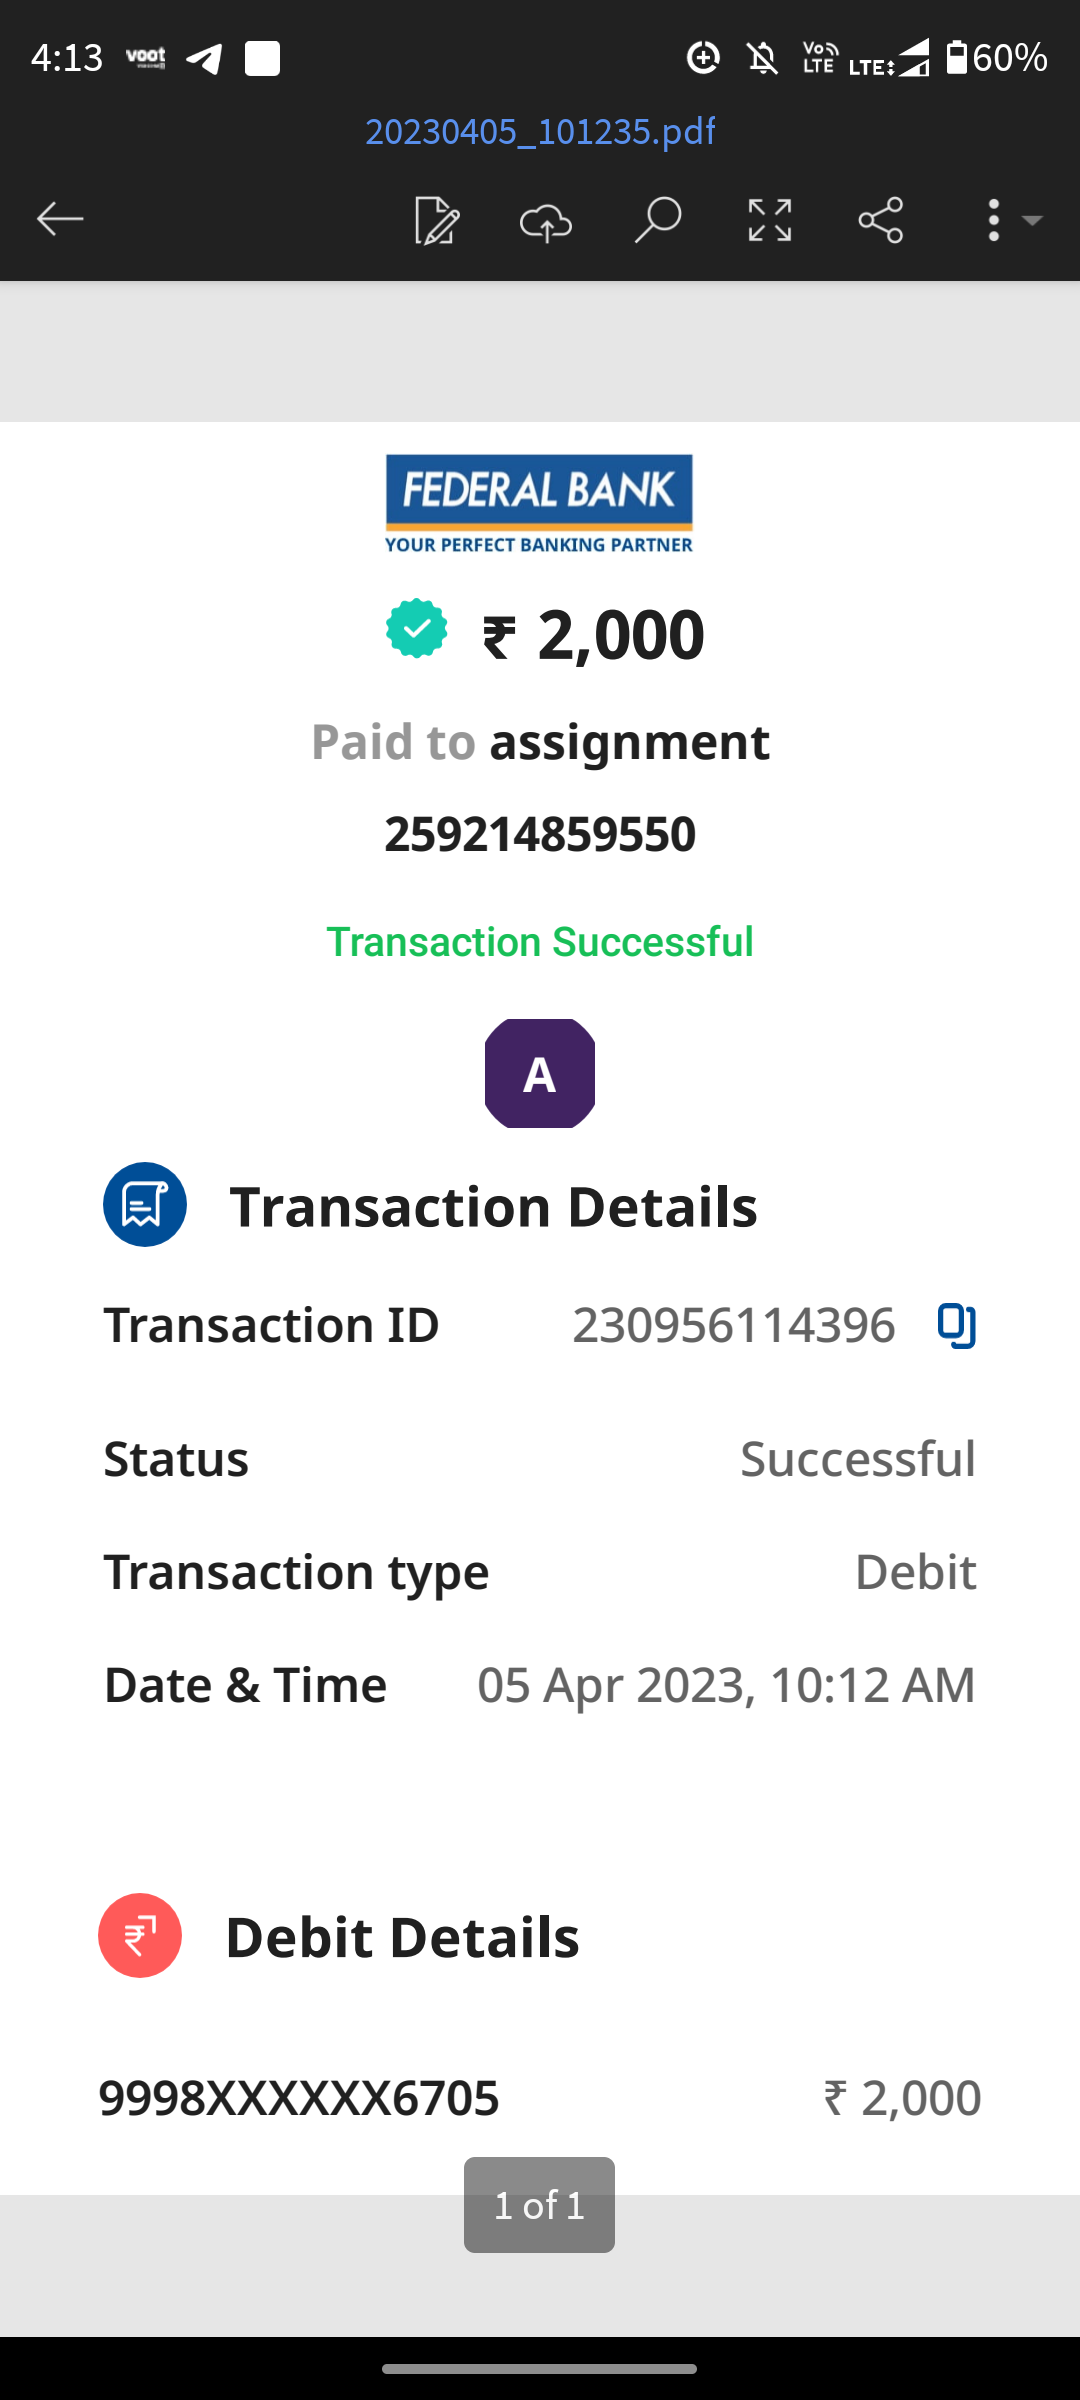 4:13 voot VoLTE LTE 60%
20230405_101235.pdf
FEDERAL BANK
YOUR PERFECT BANKING PARTNER
₹ 2,000
Paid to assignment
259214859550
Transaction Successful
A
Transaction Details
Transaction ID 230956114396
Status Successful
Transaction type Debit
Date & Time 05 Apr 2023, 10:12 AM
Debit Details
9998XXXXXX6705 ₹ 2,000
1 of 1